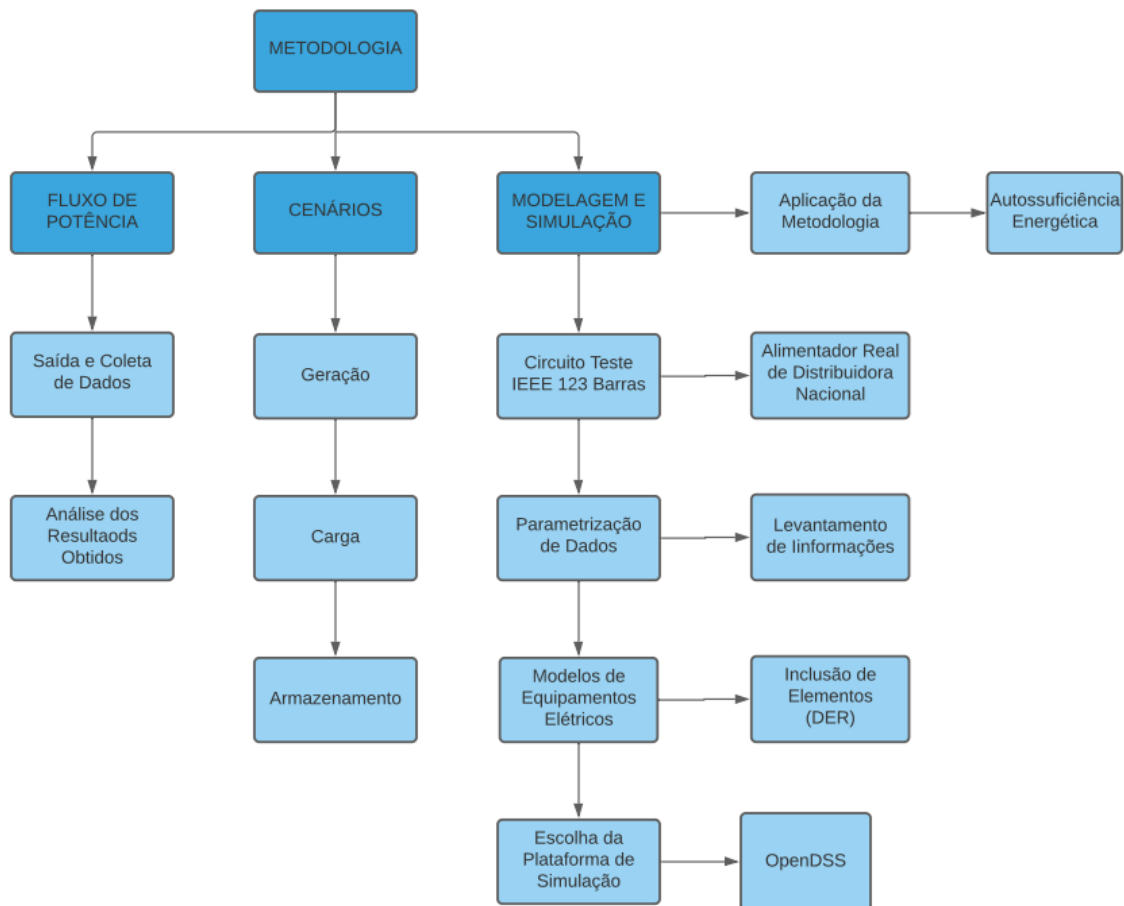 METODOLOGIA
FLUXO DE
POTÊNCIA
CENÁRIOS
MODELAGEM E
SIMULAÇÃO
Aplicação da
Metodologia
Autossuficiência
Energética
Saída e Coleta
de Dados
Geração
Circuito Teste
IEEE 123 Barras
Alimentador Real
de Distribuidora
Nacional
Análise dos
Resultaods
Obtidos
Carga
Parametrização
de Dados
Levantamento
de Iinformações
Armazenamento
Modelos de
Equipamentos
Elétricos
Inclusão de
Elementos
(DER)
Escolha da
Plataforma de
Simulação
OpenDSS